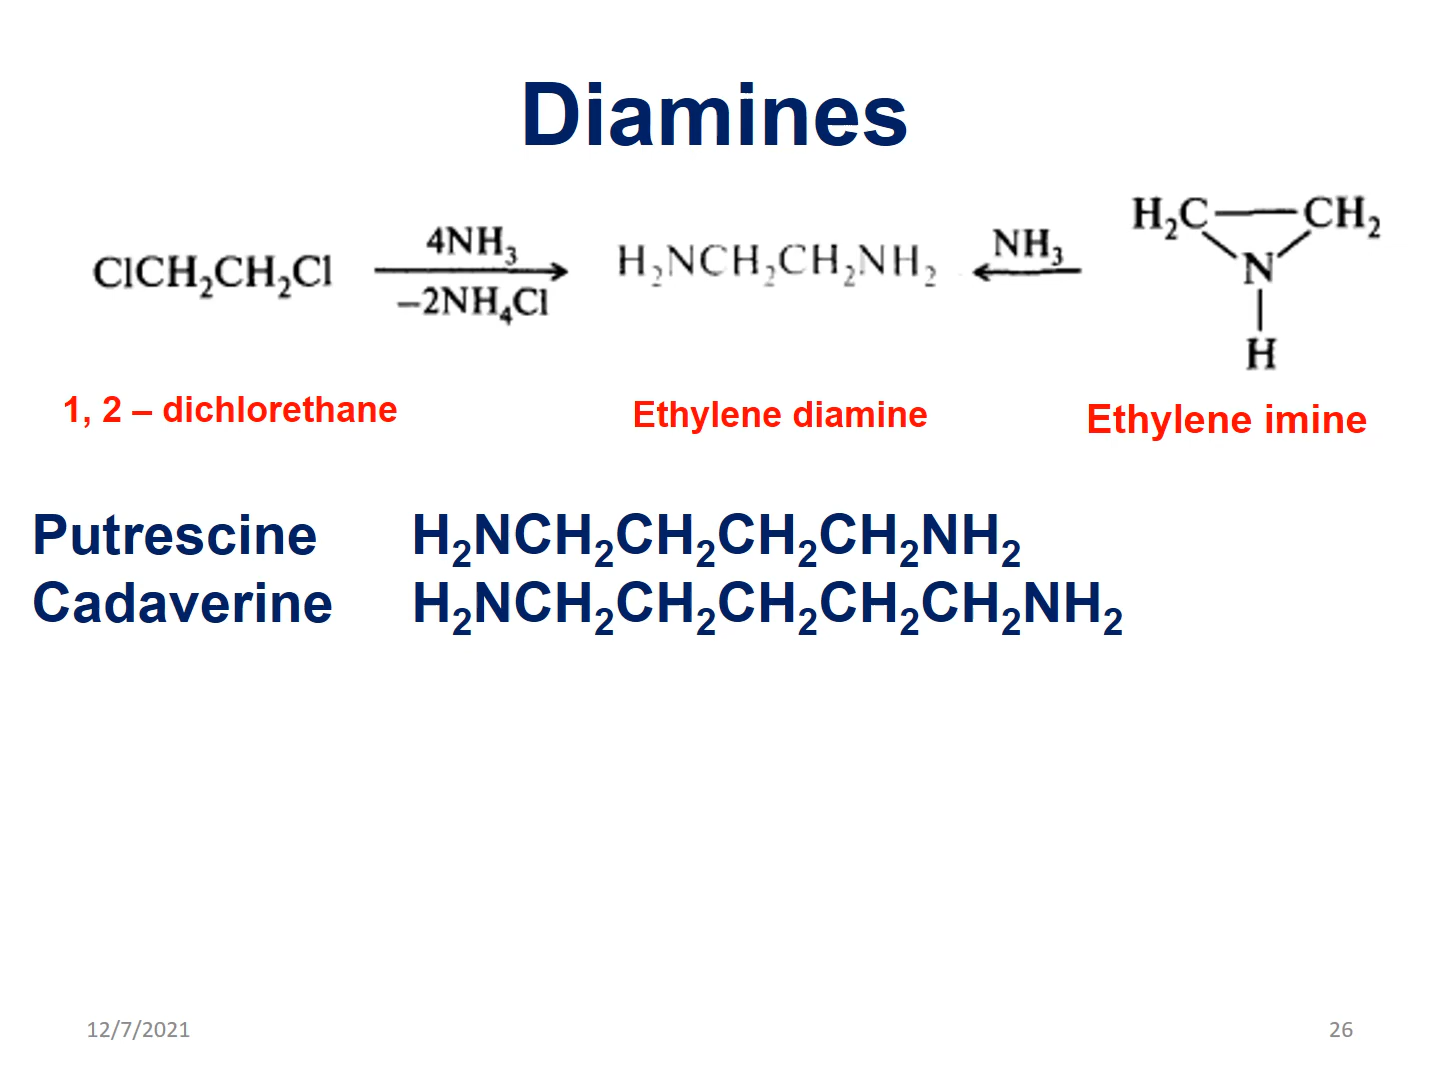 Diamines
ClCH₂CH₂Cl 4NH₃ −2NH₄Cl H₂NCH₂CH₂NH₂ NH₃ H₂C CH₂
N
H
1, 2 – dichlorethane Ethylene diamine Ethylene imine
Putrescine H₂NCH₂CH₂CH₂CH₂NH₂
Cadaverine H₂NCH₂CH₂CH₂CH₂CH₂NH₂
12/7/2021 26